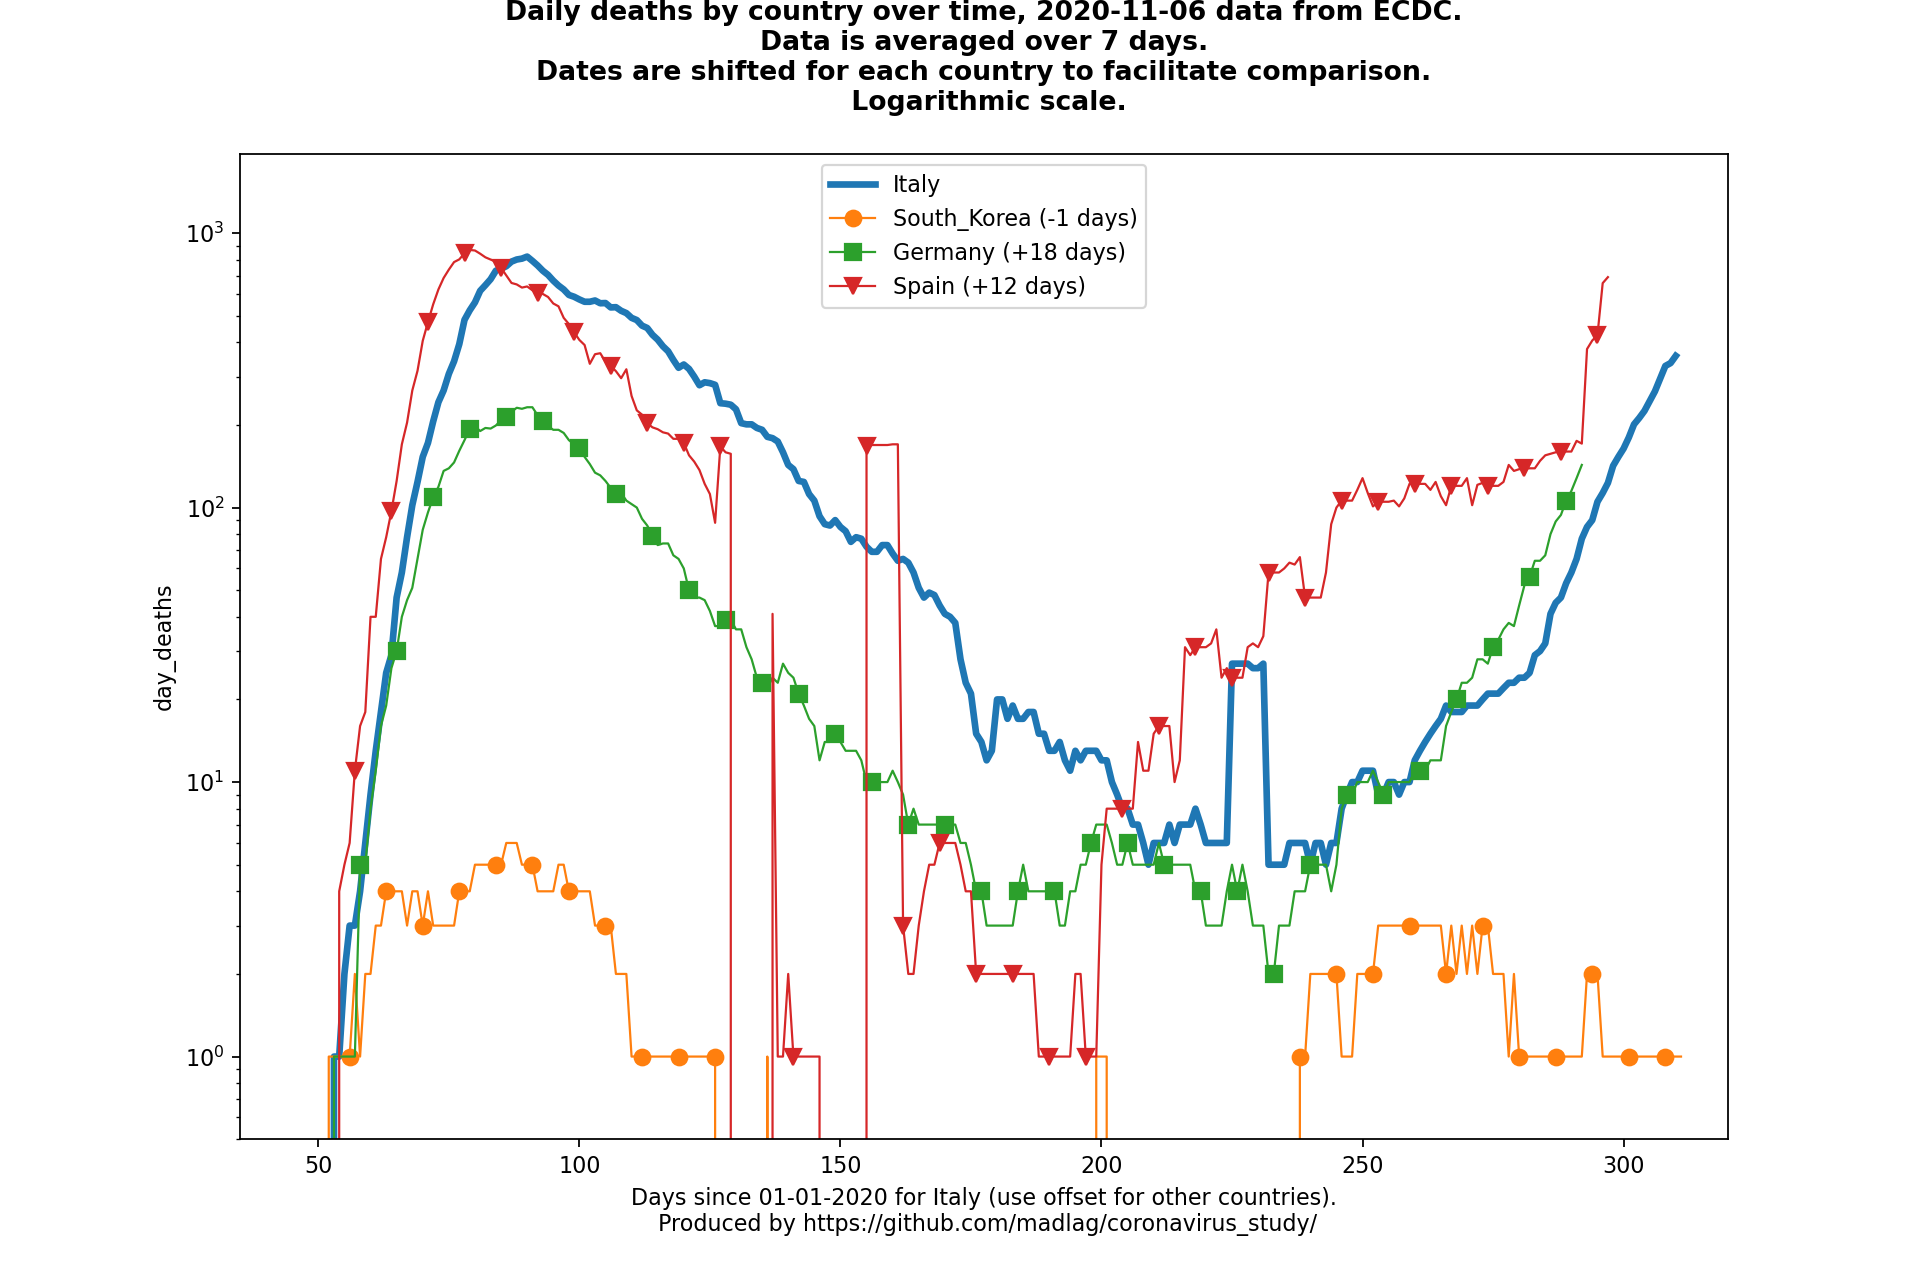 Daily deaths by country over time, 2020-11-06 data from ECDC.
Data is averaged over 7 days.
Dates are shifted for each country to facilitate comparison.
Logarithmic scale.
Italy
South_Korea (-1 days)
Germany (+18 days)
Spain (+12 days)
10³
10²
10¹
10⁰
day_deaths
50 100 150 200 250 300
Days since 01-01-2020 for Italy (use offset for other countries).
Produced by https://github.com/madlag/coronavirus_study/